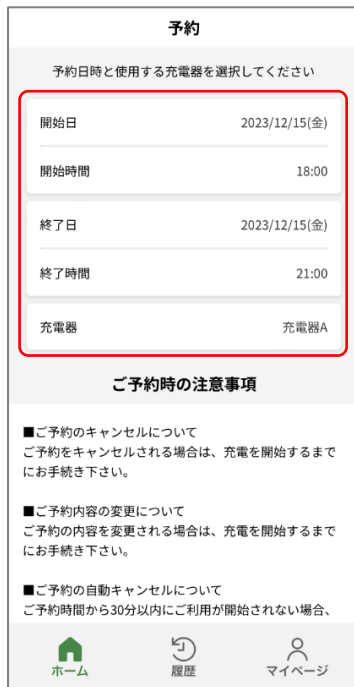 予約
予約日時と使用する充電器を選択してください
開始日 2023/12/15(金)
開始時間 18:00
終了日 2023/12/15(金)
終了時間 21:00
充電器 充電器A
ご予約時の注意事項
■ご予約のキャンセルについて
ご予約をキャンセルされる場合は、充電を開始するまで
にお手続き下さい。
■ご予約内容の変更について
ご予約の内容を変更される場合は、充電を開始するまで
にお手続き下さい。
■ご予約の自動キャンセルについて
ご予約時間から30分以内にご利用が開始されない場合、
ホーム 履歴 マイページ